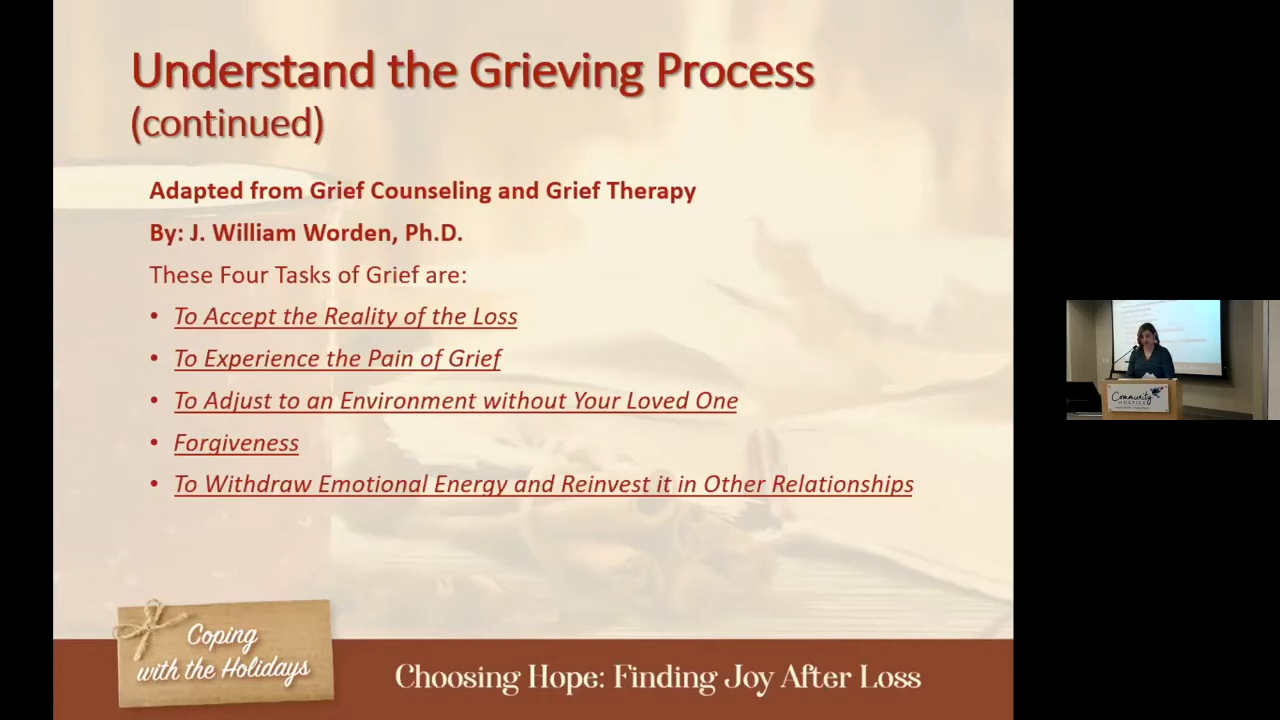 Understand the Grieving Process
(continued)
Adapted from Grief Counseling and Grief Therapy
By: J. William Worden, Ph.D.
These Four Tasks of Grief are:
• To Accept the Reality of the Loss
• To Experience the Pain of Grief
• To Adjust to an Environment without Your Loved One
• Forgiveness
• To Withdraw Emotional Energy and Reinvest it in Other Relationships
Coping
with the Holidays
Choosing Hope: Finding Joy After Loss
Community
HOSPICE